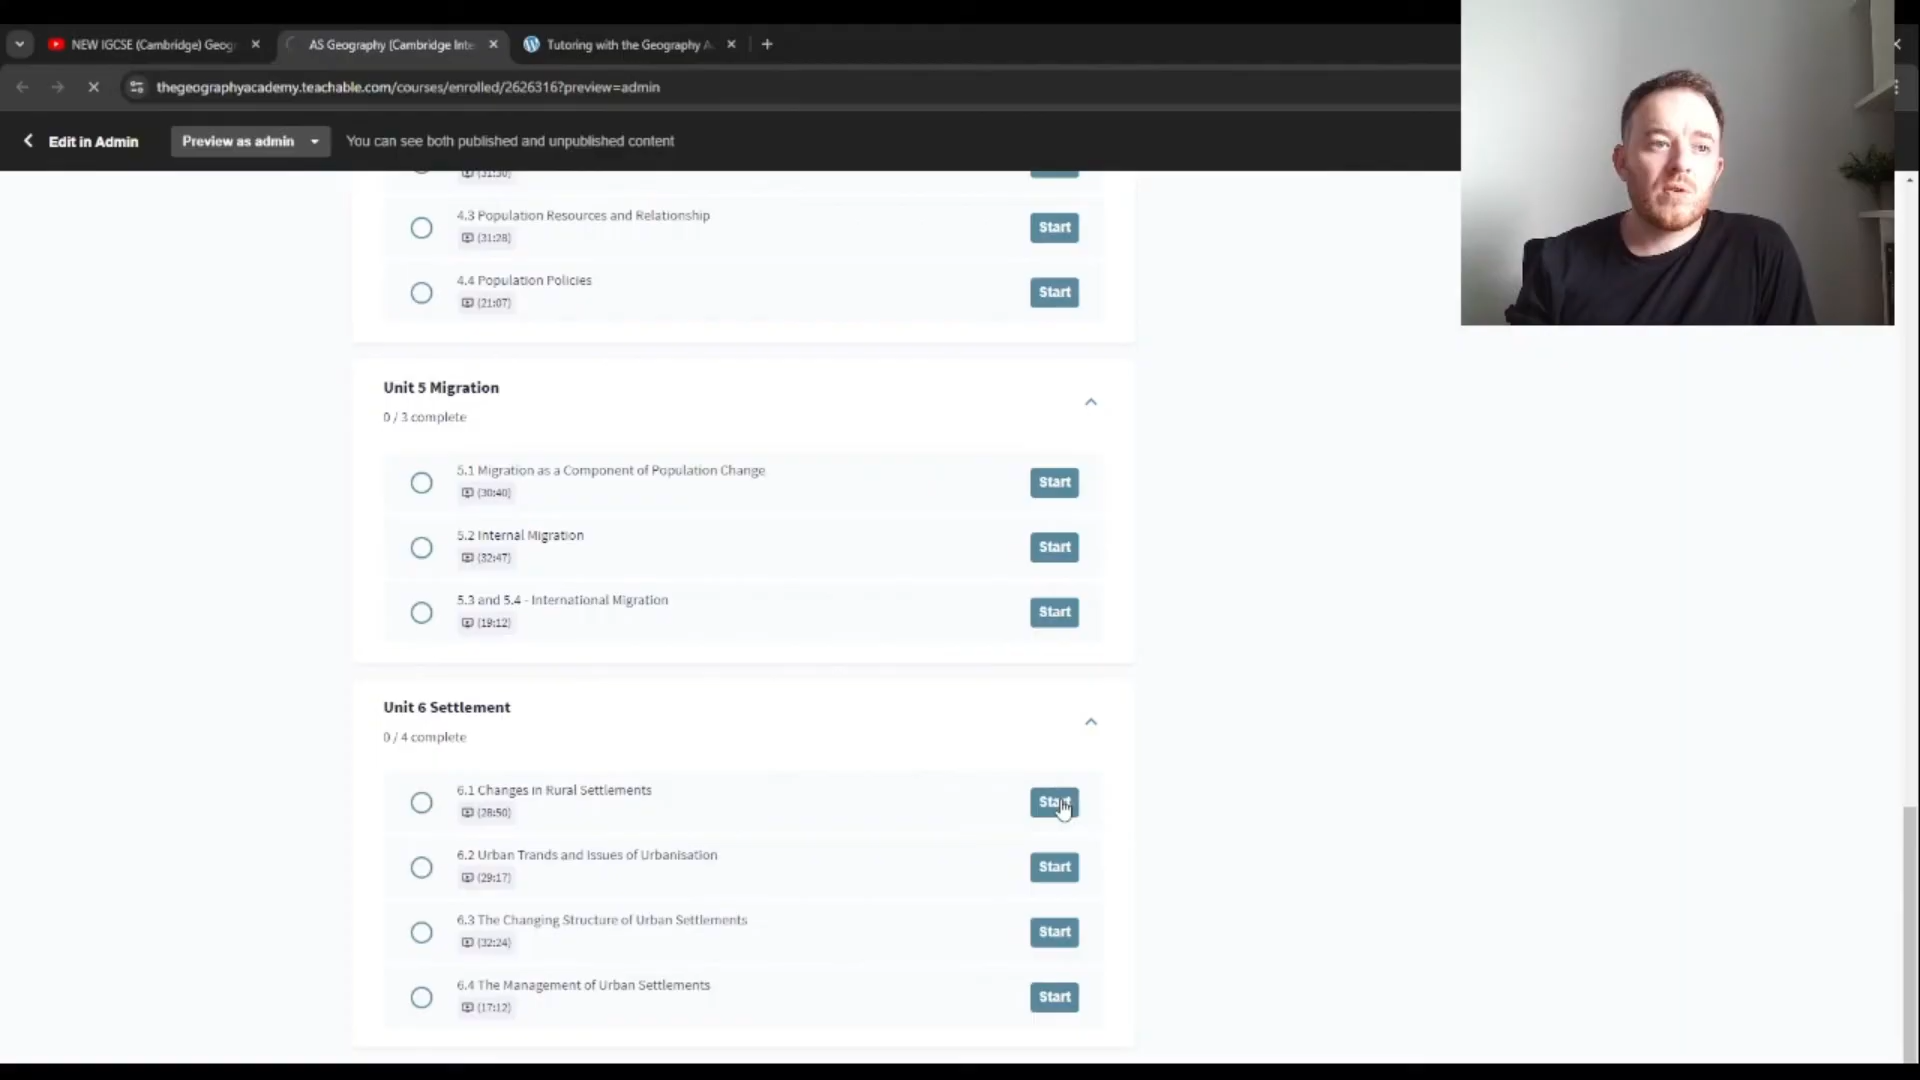 NEW IGCSE (Cambridge) Geog
AS Geography [Cambridge Inte
Tutoring with the Geography A
thegeographyacademy.teachable.com/courses/enrolled/2626316?preview=admin
Edit in Admin
Preview as admin
You can see both published and unpublished content
(31:30)
4.3 Population Resources and Relationship
(31:28)
Start
4.4 Population Policies
(21:07)
Start
Unit 5 Migration
0 / 3 complete
5.1 Migration as a Component of Population Change
(30:40)
Start
5.2 Internal Migration
(32:47)
Start
5.3 and 5.4 - International Migration
(19:12)
Start
Unit 6 Settlement
0 / 4 complete
6.1 Changes in Rural Settlements
(28:50)
Start
6.2 Urban Trands and Issues of Urbanisation
(29:17)
Start
6.3 The Changing Structure of Urban Settlements
(32:24)
Start
6.4 The Management of Urban Settlements
(17:12)
Start